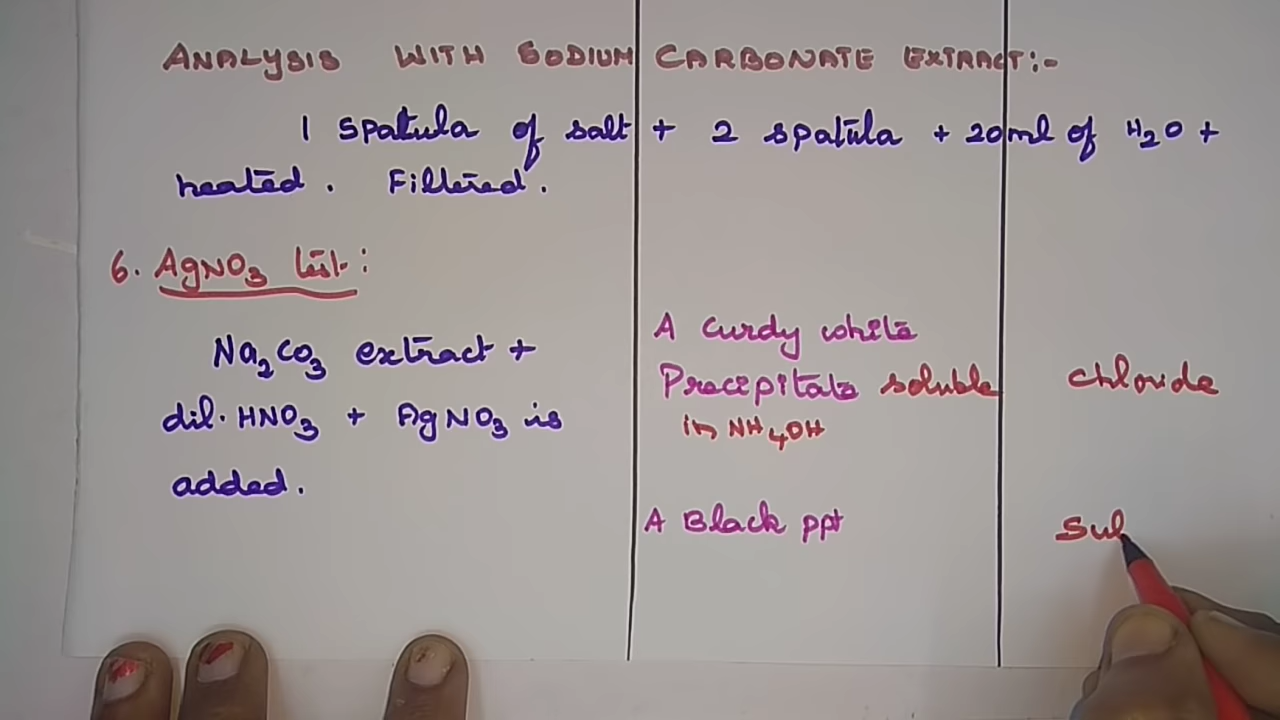 ANALYSIS WITH SODIUM CARBONATE EXTRACT:-
1 spatula of salt + 2 spatula + 20ml of H₂O +
heated. Filtered.
6. AgNO₃ test:
Na₂CO₃ extract +
dil. HNO₃ + AgNO₃ is
added.
A curdy white
Precipitate soluble
in NH₄OH
chloride
A Black ppt
Sul